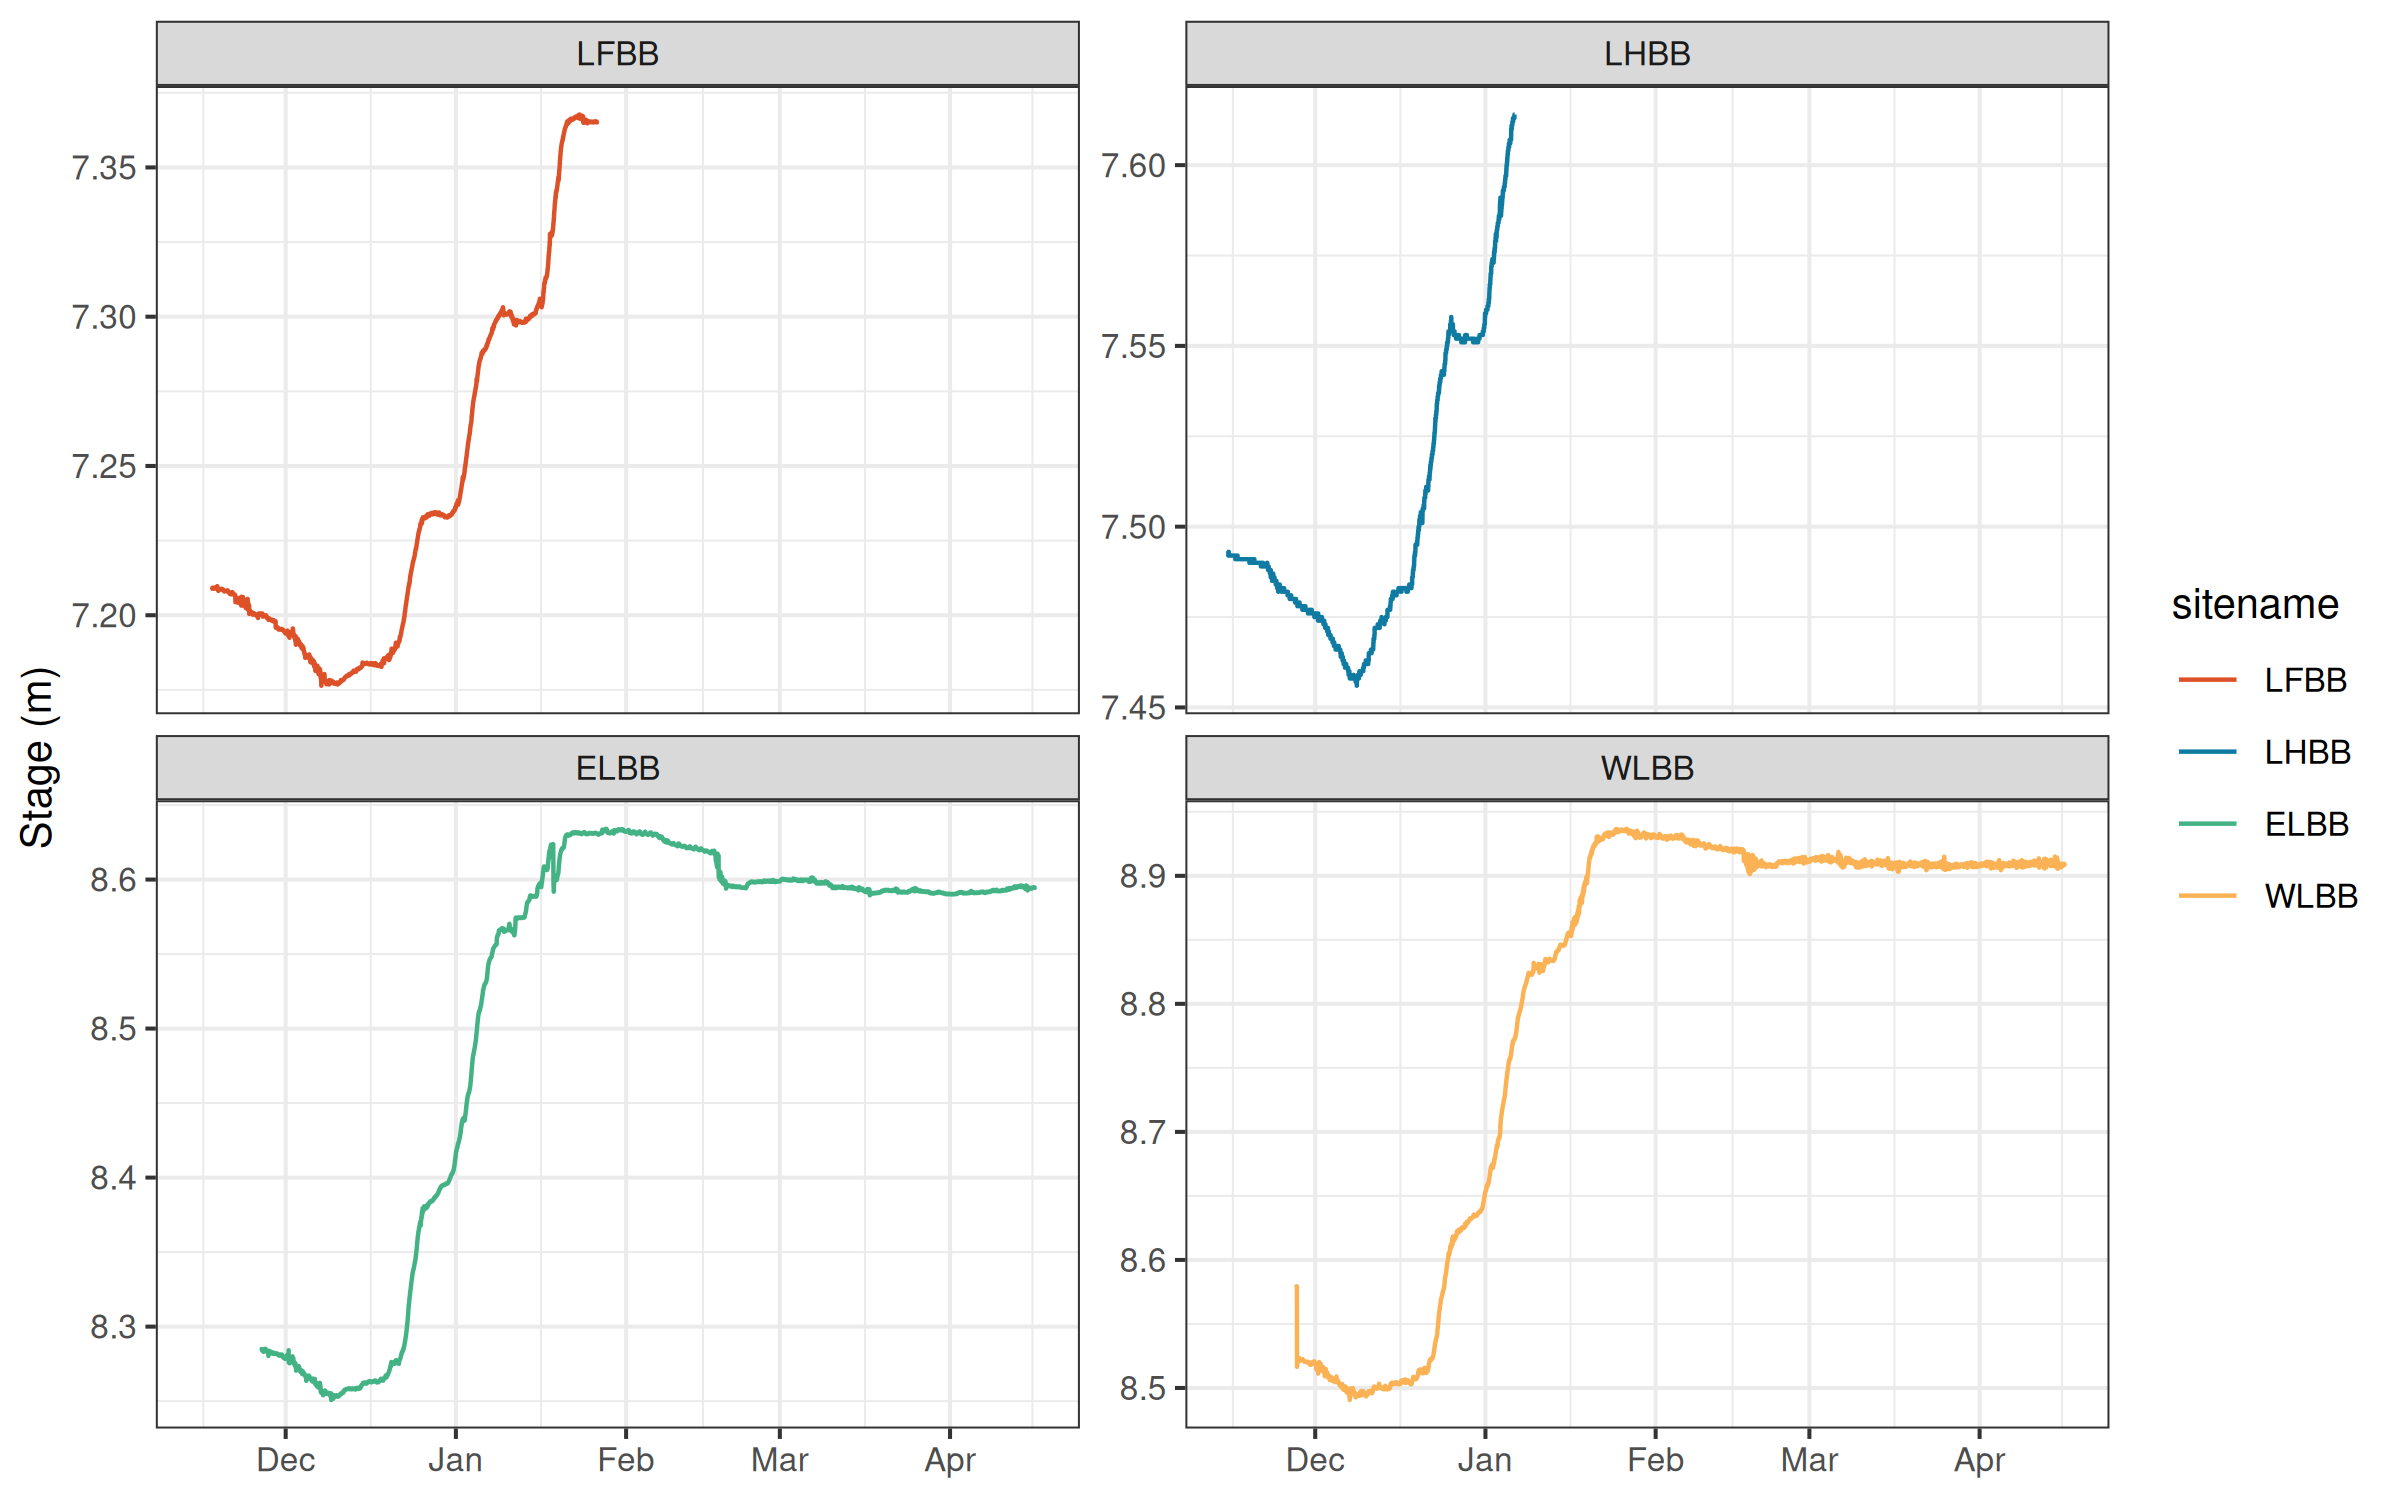 LFBB
LHBB
7.35
7.30
7.25
7.20
7.60
7.55
7.50
7.45
Stage (m)
ELBB
WLBB
8.6
8.5
8.4
8.3
8.9
8.8
8.7
8.6
8.5
Dec Jan Feb Mar Apr
Dec Jan Feb Mar Apr
sitename
LFBB
LHBB
ELBB
WLBB